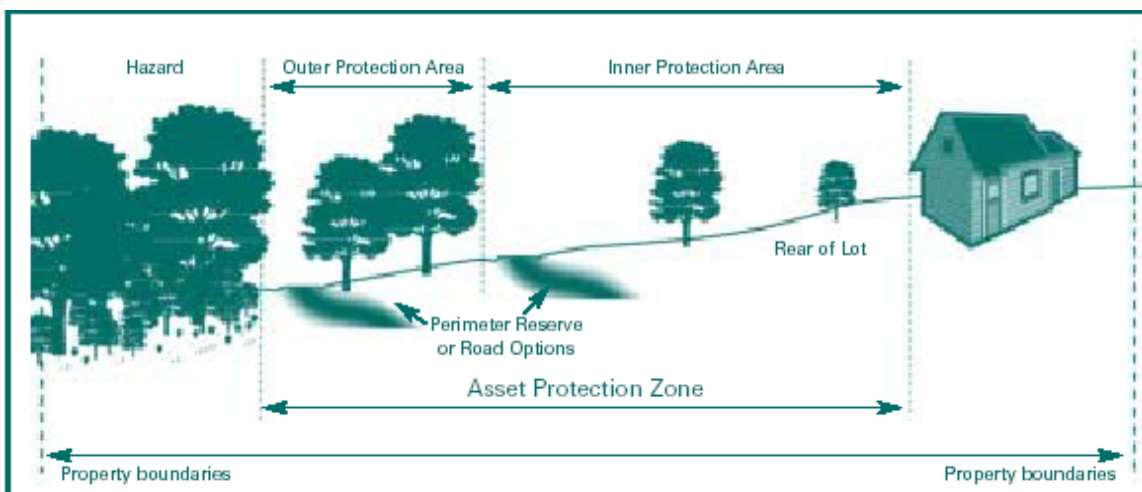 Hazard
Outer Protection Area
Inner Protection Area
Rear of Lot
Perimeter Reserve
or Road Options
Asset Protection Zone
Property boundaries
Property boundaries